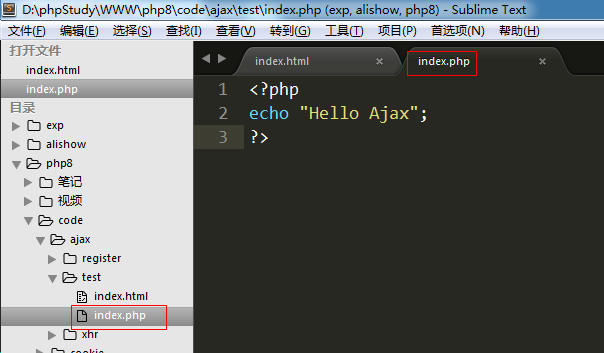 D:\phpStudy\WWW\php8\code\ajax\test\index.php (exp, alishow, php8) - Sublime Text
文件(F) 编辑(E) 选择(S) 查找(I) 查看(V) 转到(G) 工具(T) 项目(P) 首选项(N) 帮助(H)
打开文件
index.html
index.php
目录
exp
alishow
php8
笔记
视频
code
ajax
register
test
index.html
index.php
xhr
cookie
index.html × index.php ×
1 <?php
2 echo "Hello Ajax";
3 ?>